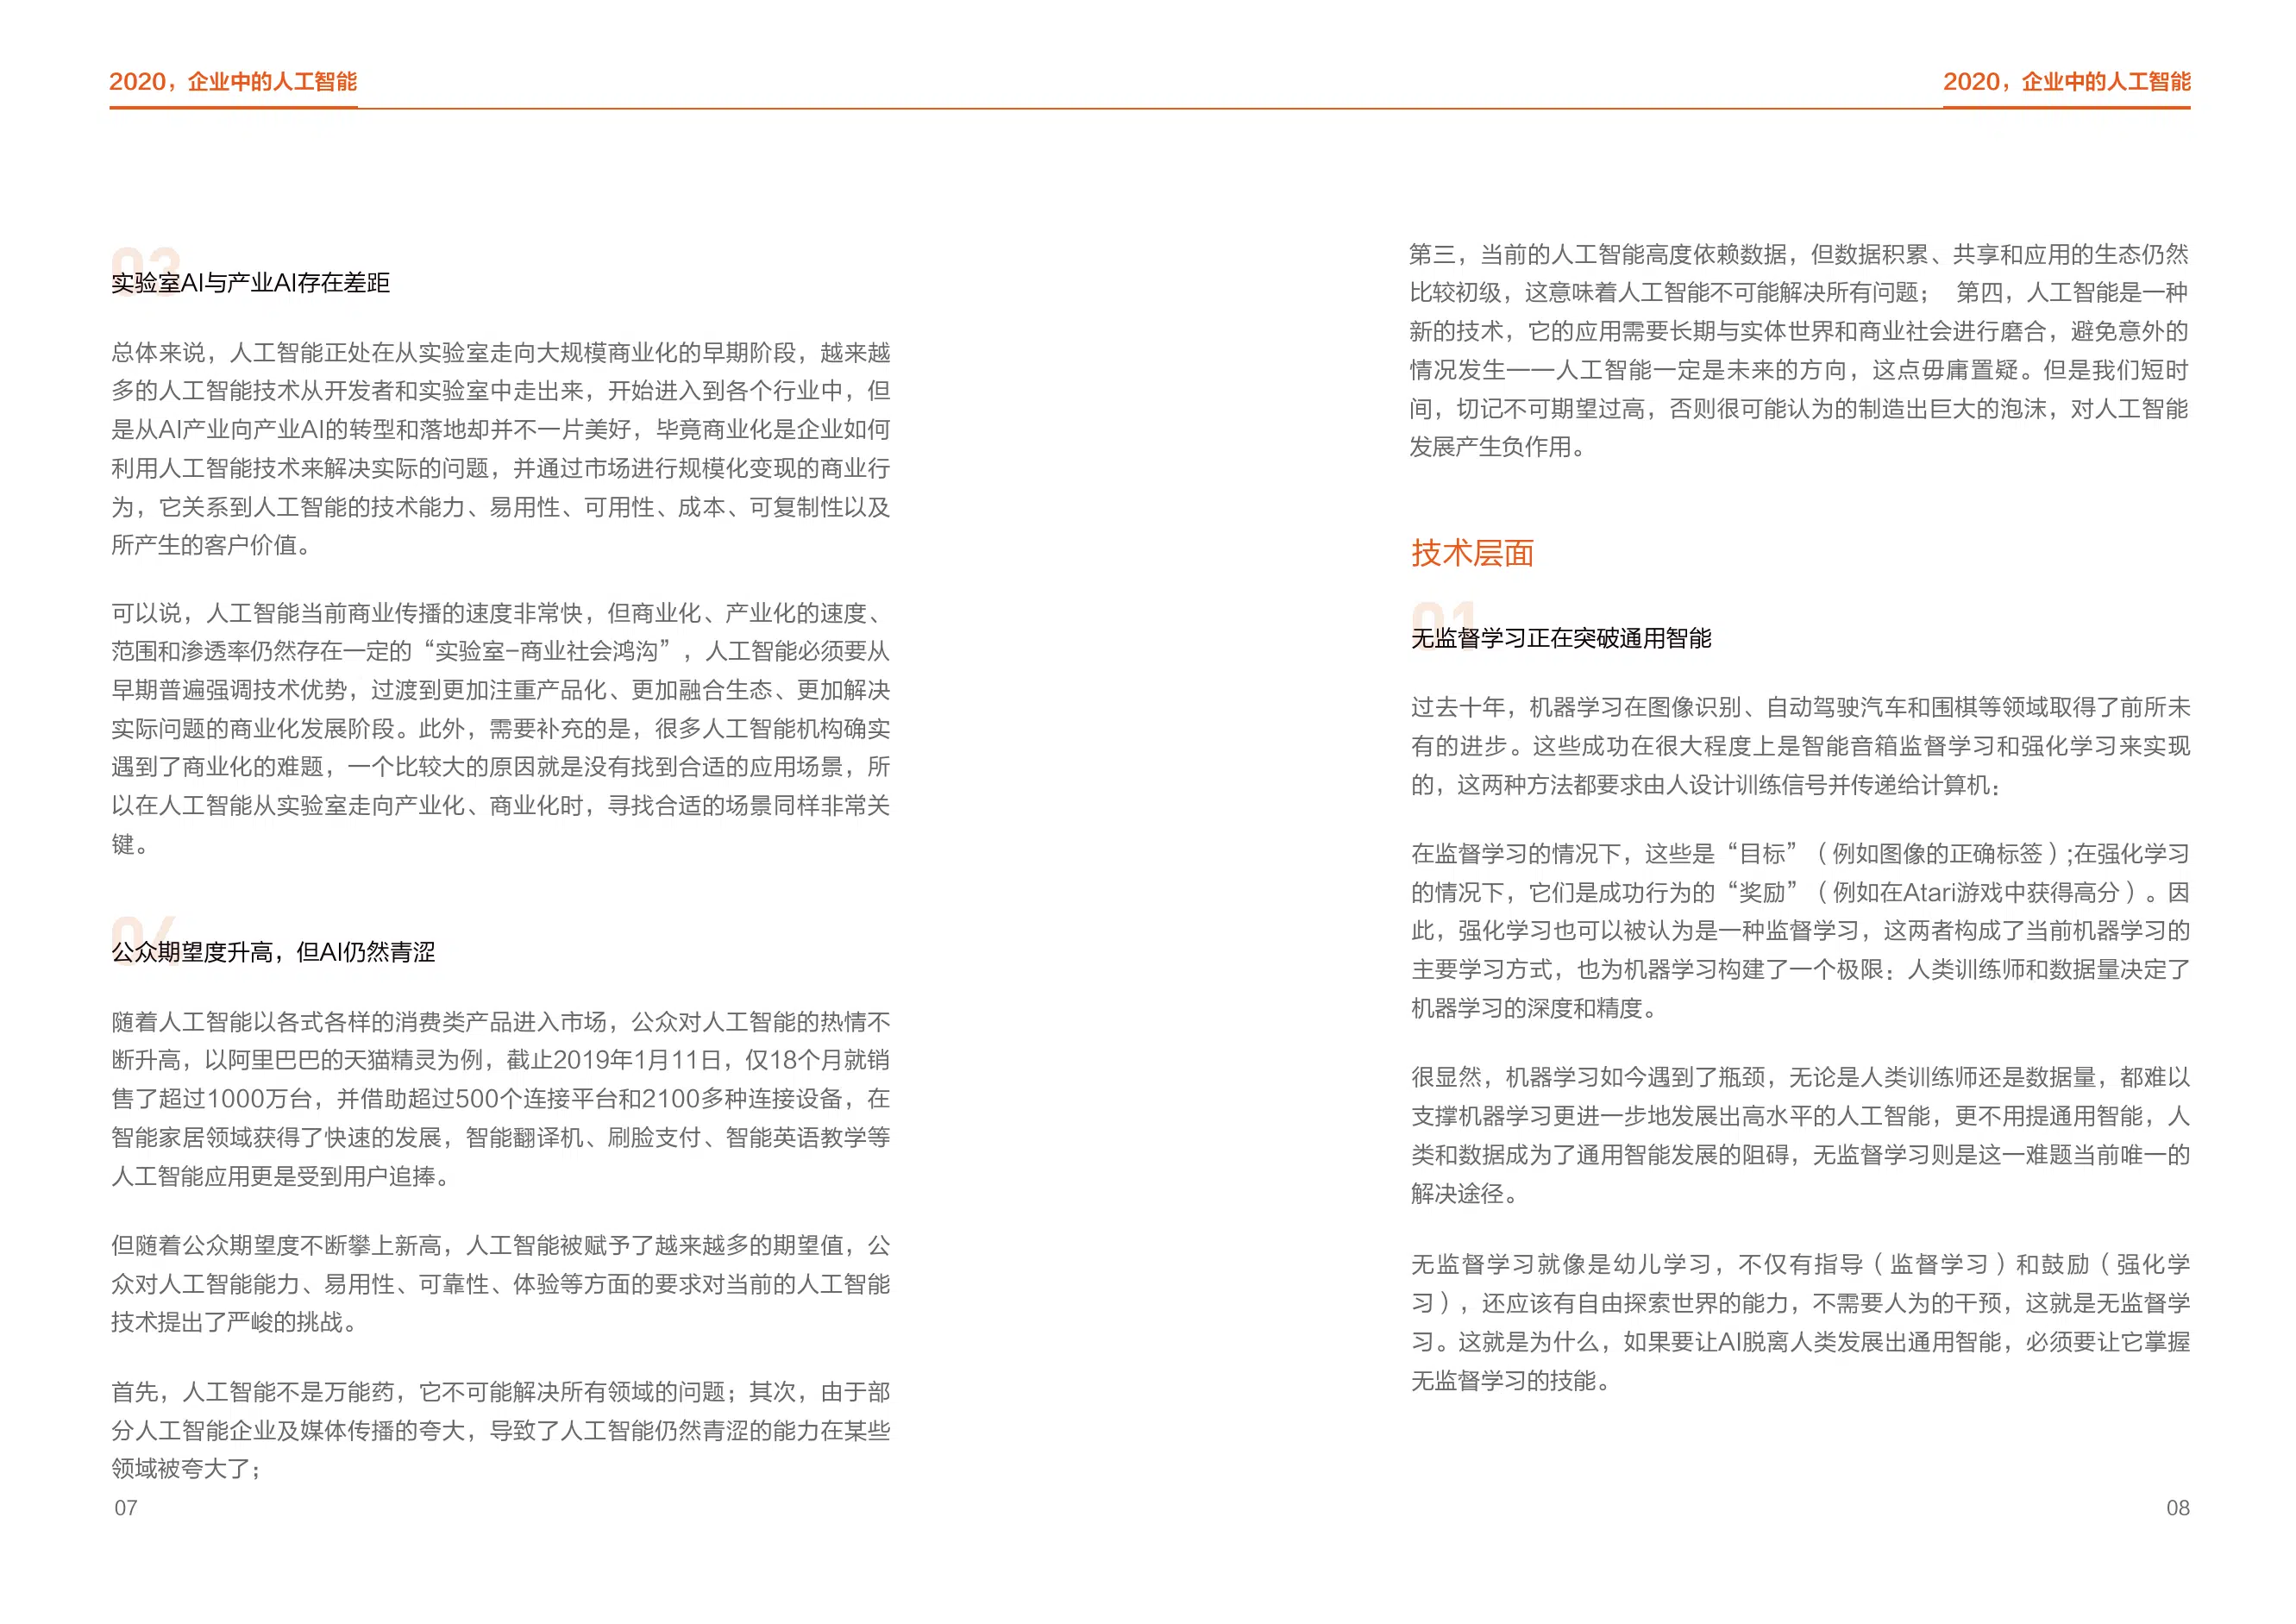 2020，企业中的人工智能
03
实验室AI与产业AI存在差距
总体来说，人工智能正处在从实验室走向大规模商业化的早期阶段，越来越
多的人工智能技术从开发者和实验室中走出来，开始进入到各个行业中，但
是从AI产业向产业AI的转型和落地却并不一片美好，毕竟商业化是企业如何
利用人工智能技术来解决实际的问题，并通过市场进行规模化变现的商业行
为，它关系到人工智能的技术能力、易用性、可用性、成本、可复制性以及
所产生的客户价值。
可以说，人工智能当前商业传播的速度非常快，但商业化、产业化的速度、
范围和渗透率仍然存在一定的“实验室-商业社会鸿沟”，人工智能必须要从
早期普遍强调技术优势，过渡到更加注重产品化、更加融合生态、更加解决
实际问题的商业化发展阶段。此外，需要补充的是，很多人工智能机构确实
遇到了商业化的难题，一个比较大的原因就是没有找到合适的应用场景，所
以在人工智能从实验室走向产业化、商业化时，寻找合适的场景同样非常关
键。
04
公众期望度升高，但AI仍然青涩
随着人工智能以各式各样的消费类产品进入市场，公众对人工智能的热情不
断升高，以阿里巴巴的天猫精灵为例，截止2019年1月11日，仅18个月就销
售了超过1000万台，并借助超过500个连接平台和2100多种连接设备，在
智能家居领域获得了快速的发展，智能翻译机、刷脸支付、智能英语教学等
人工智能应用更是受到用户追捧。
但随着公众期望度不断攀上新高，人工智能被赋予了越来越多的期望值，公
众对人工智能能力、易用性、可靠性、体验等方面的要求对当前的人工智能
技术提出了严峻的挑战。
首先，人工智能不是万能药，它不可能解决所有领域的问题；其次，由于部
分人工智能企业及媒体传播的夸大，导致了人工智能仍然青涩的能力在某些
领域被夸大了；
07
2020，企业中的人工智能
第三，当前的人工智能高度依赖数据，但数据积累、共享和应用的生态仍然
比较初级，这意味着人工智能不可能解决所有问题； 第四，人工智能是一种
新的技术，它的应用需要长期与实体世界和商业社会进行磨合，避免意外的
情况发生——人工智能一定是未来的方向，这点毋庸置疑。但是我们短时
间，切记不可期望过高，否则很可能认为的制造出巨大的泡沫，对人工智能
发展产生负作用。
技术层面
01
无监督学习正在突破通用智能
过去十年，机器学习在图像识别、自动驾驶汽车和围棋等领域取得了前所未
有的进步。这些成功在很大程度上是智能音箱监督学习和强化学习来实现
的，这两种方法都要求由人设计训练信号并传递给计算机：
在监督学习的情况下，这些是“目标”（例如图像的正确标签）;在强化学习
的情况下，它们是成功行为的“奖励”（例如在Atari游戏中获得高分）。因
此，强化学习也可以被认为是一种监督学习，这两者构成了当前机器学习的
主要学习方式，也为机器学习构建了一个极限：人类训练师和数据量决定了
机器学习的深度和精度。
很显然，机器学习如今遇到了瓶颈，无论是人类训练师还是数据量，都难以
支撑机器学习更进一步地发展出高水平的人工智能，更不用提通用智能，人
类和数据成为了通用智能发展的阻碍，无监督学习则是这一难题当前唯一的
解决途径。
无监督学习就像是幼儿学习，不仅有指导（监督学习）和鼓励（强化学
习），还应该有自由探索世界的能力，不需要人为的干预，这就是无监督学
习。这就是为什么，如果要让AI脱离人类发展出通用智能，必须要让它掌握
无监督学习的技能。
08